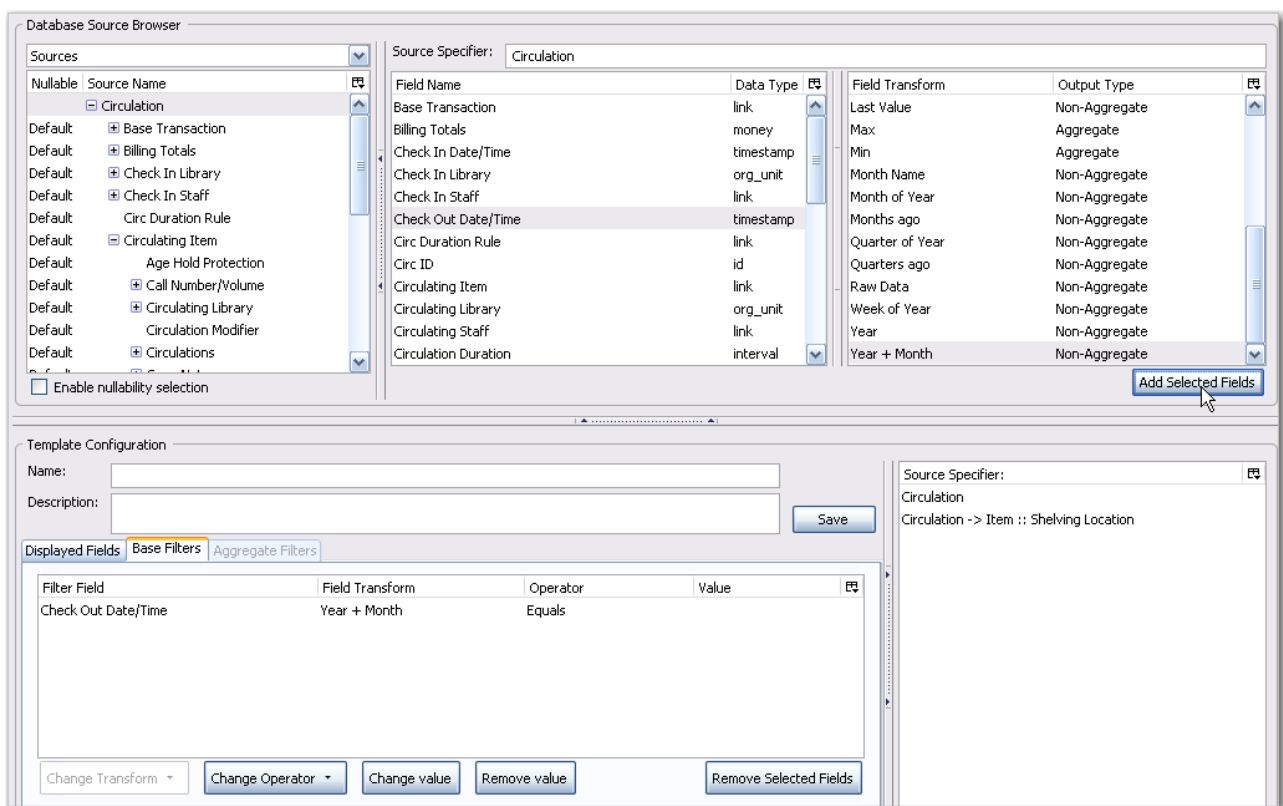 Database Source Browser
Sources
Nullable Source Name
Circulation
Default Base Transaction
Default Billing Totals
Default Check In Library
Default Check In Staff
Default Circ Duration Rule
Default Circulating Item
Default Age Hold Protection
Default Call Number/Volume
Default Circulating Library
Default Circulation Modifier
Default Circulations
Enable nullability selection
Source Specifier: Circulation
Field Name Data Type
Base Transaction link
Billing Totals money
Check In Date/Time timestamp
Check In Library org_unit
Check In Staff link
Check Out Date/Time timestamp
Circ Duration Rule link
Circ ID id
Circulating Item link
Circulating Library org_unit
Circulating Staff link
Circulation Duration interval
Field Transform Output Type
Last Value Non-Aggregate
Max Aggregate
Min Aggregate
Month Name Non-Aggregate
Month of Year Non-Aggregate
Months ago Non-Aggregate
Quarter of Year Non-Aggregate
Quarters ago Non-Aggregate
Raw Data Non-Aggregate
Week of Year Non-Aggregate
Year Non-Aggregate
Year + Month Non-Aggregate
Add Selected Fields
Template Configuration
Name:
Description:
Save
Displayed Fields Base Filters Aggregate Filters
Filter Field Field Transform Operator Value
Check Out Date/Time Year + Month Equals
Change Transform Change Operator Change value Remove value Remove Selected Fields
Source Specifier:
Circulation
Circulation -> Item :: Shelving Location